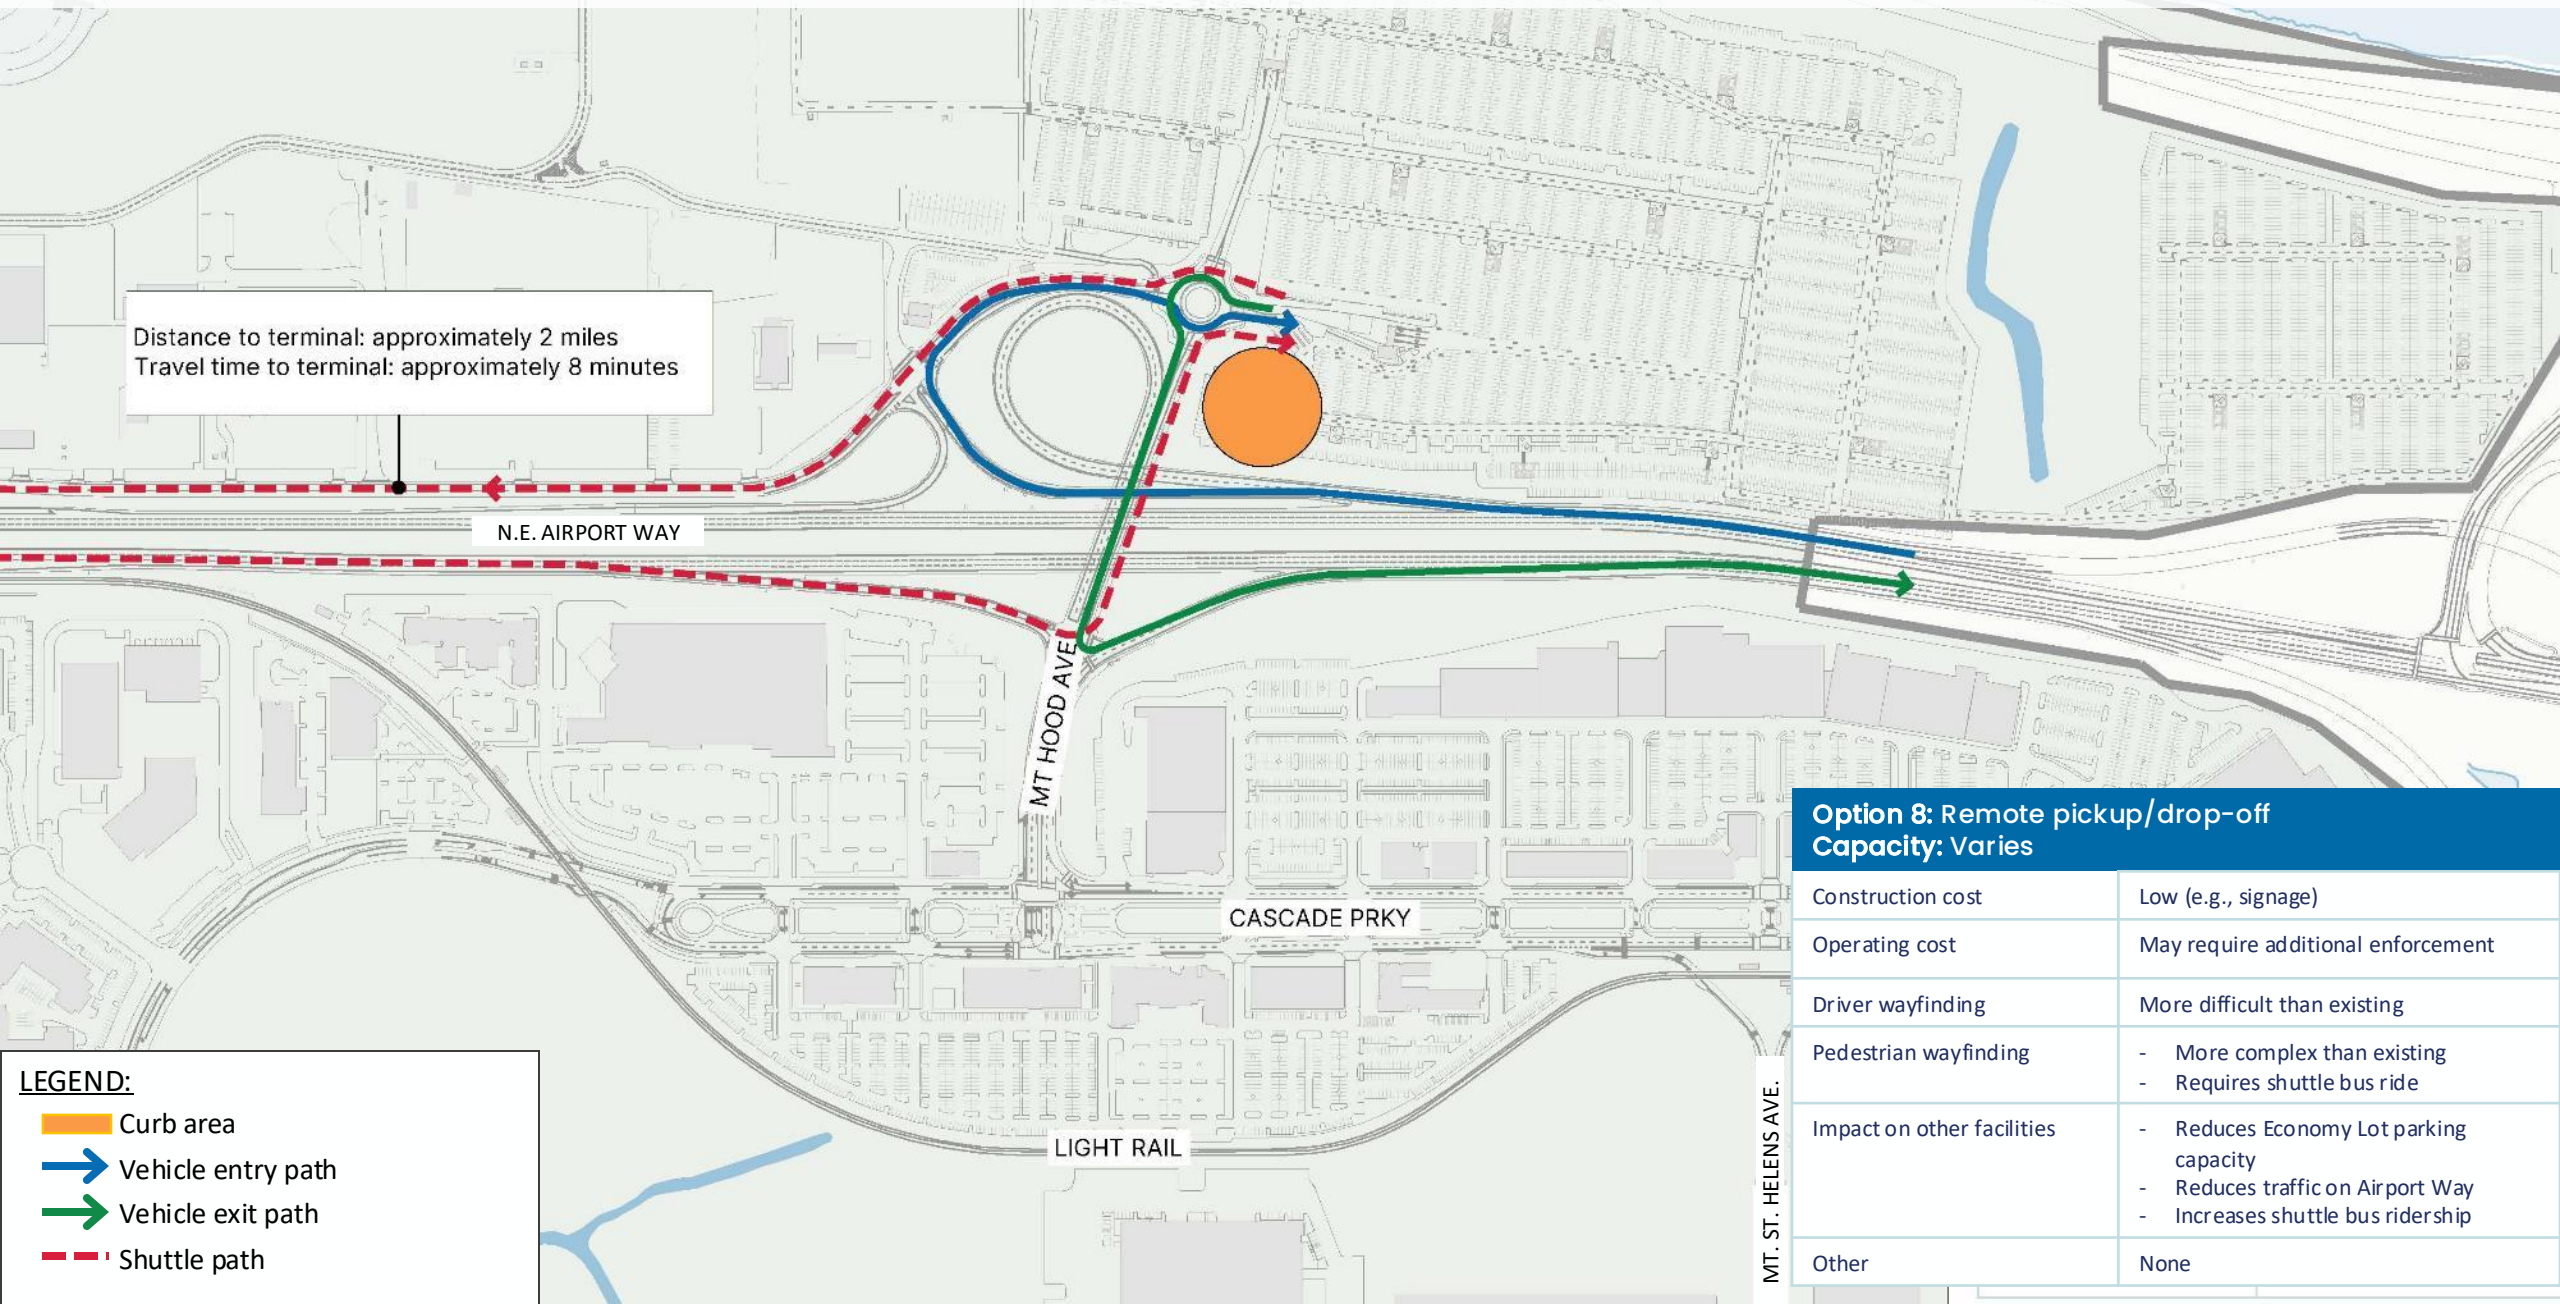 Distance to terminal: approximately 2 miles
Travel time to terminal: approximately 8 minutes
N.E. AIRPORT WAY
MT HOOD AVE
CASCADE PRKY
LIGHT RAIL
MT. ST. HELENS AVE.
LEGEND:
Curb area
Vehicle entry path
Vehicle exit path
Shuttle path
Option 8: Remote pickup/drop-off
Capacity: Varies
Construction cost
Low (e.g., signage)
Operating cost
May require additional enforcement
Driver wayfinding
More difficult than existing
Pedestrian wayfinding
- More complex than existing
- Requires shuttle bus ride
Impact on other facilities
- Reduces Economy Lot parking
capacity
- Reduces traffic on Airport Way
- Increases shuttle bus ridership
Other
None